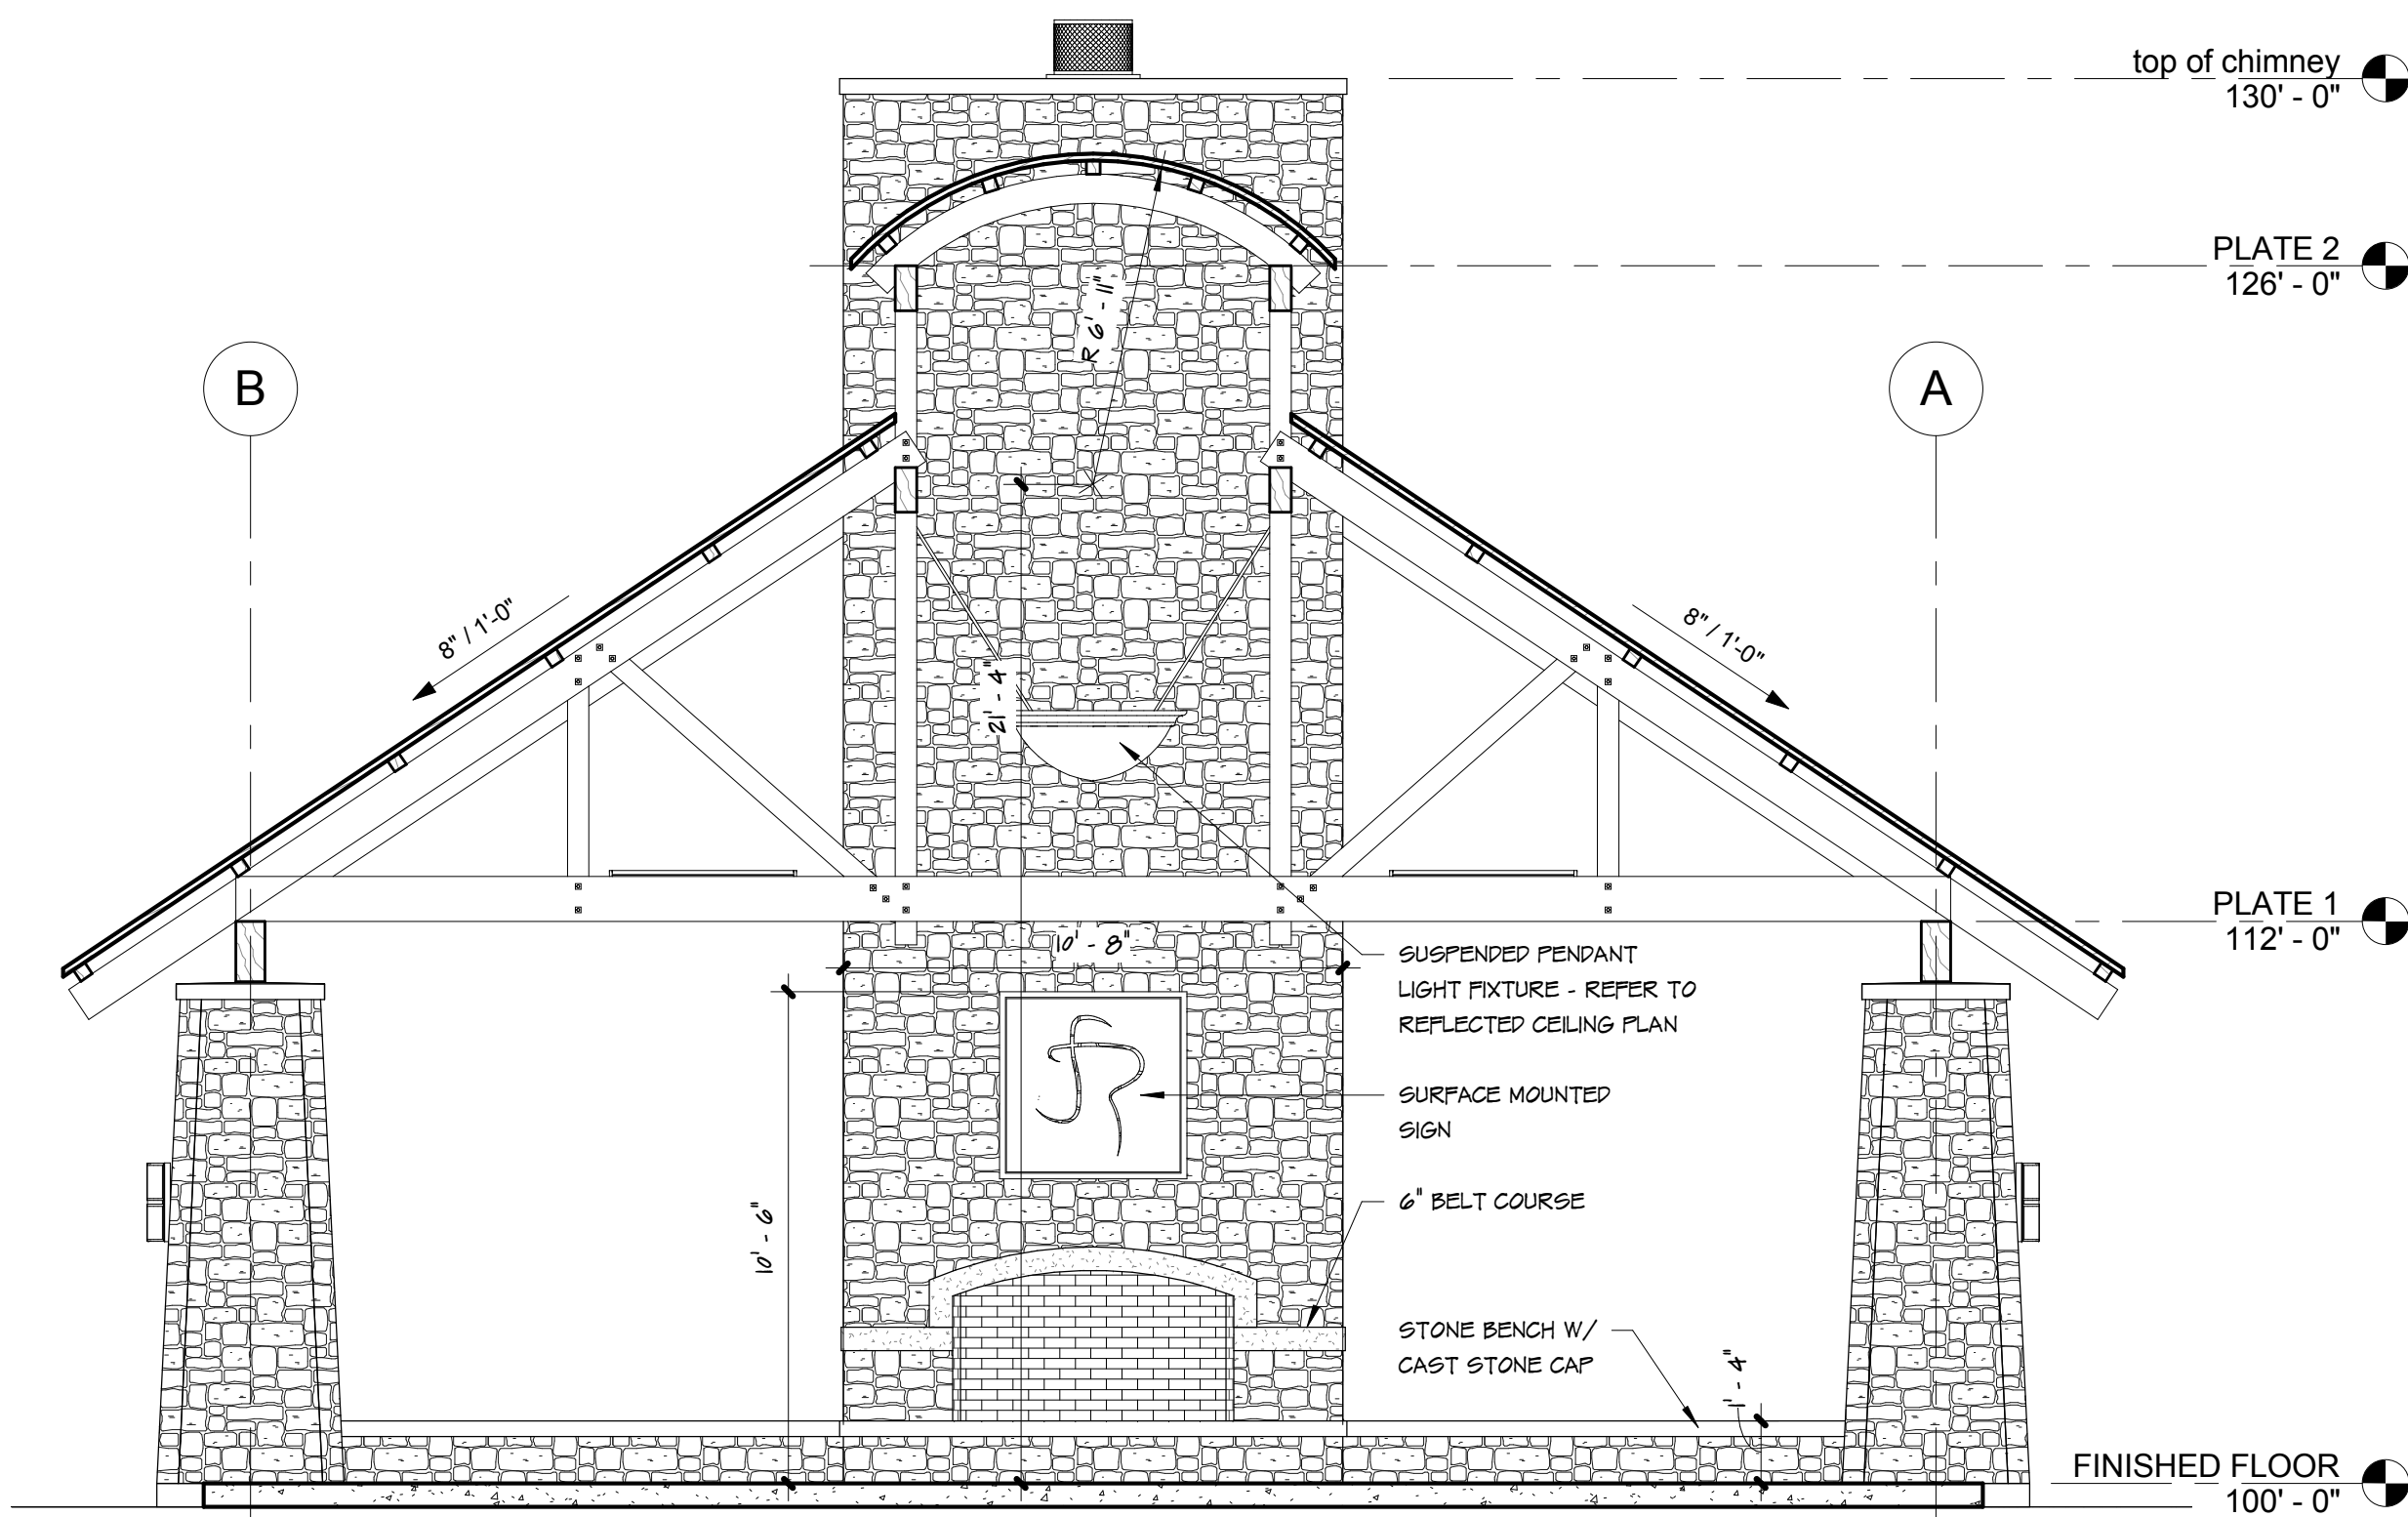 top of chimney
130' - 0"
PLATE 2
126' - 0"
R 6' - 11"
B
A
8" / 1'-0"
8" / 1'-0"
21' - 4"
PLATE 1
112' - 0"
10' - 8"
SUSPENDED PENDANT
LIGHT FIXTURE - REFER TO
REFLECTED CEILING PLAN
SURFACE MOUNTED
SIGN
10' - 6"
6" BELT COURSE
STONE BENCH W/
CAST STONE CAP
1' - 4"
FINISHED FLOOR
100' - 0"